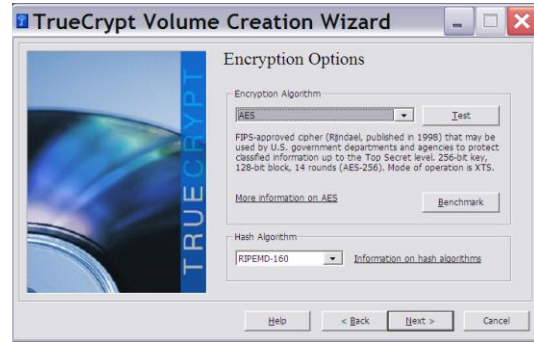 TrueCrypt Volume Creation Wizard
TRUECRYPT
Encryption Options
Encryption Algorithm
AES
Test
FIPS-approved cipher (Rijndael, published in 1998) that may be
used by U.S. government departments and agencies to protect
classified information up to the Top Secret level. 256-bit key,
128-bit block, 14 rounds (AES-256). Mode of operation is XTS.
More information on AES
Benchmark
Hash Algorithm
RIPEMD-160
Information on hash algorithms
Help
< Back
Next >
Cancel